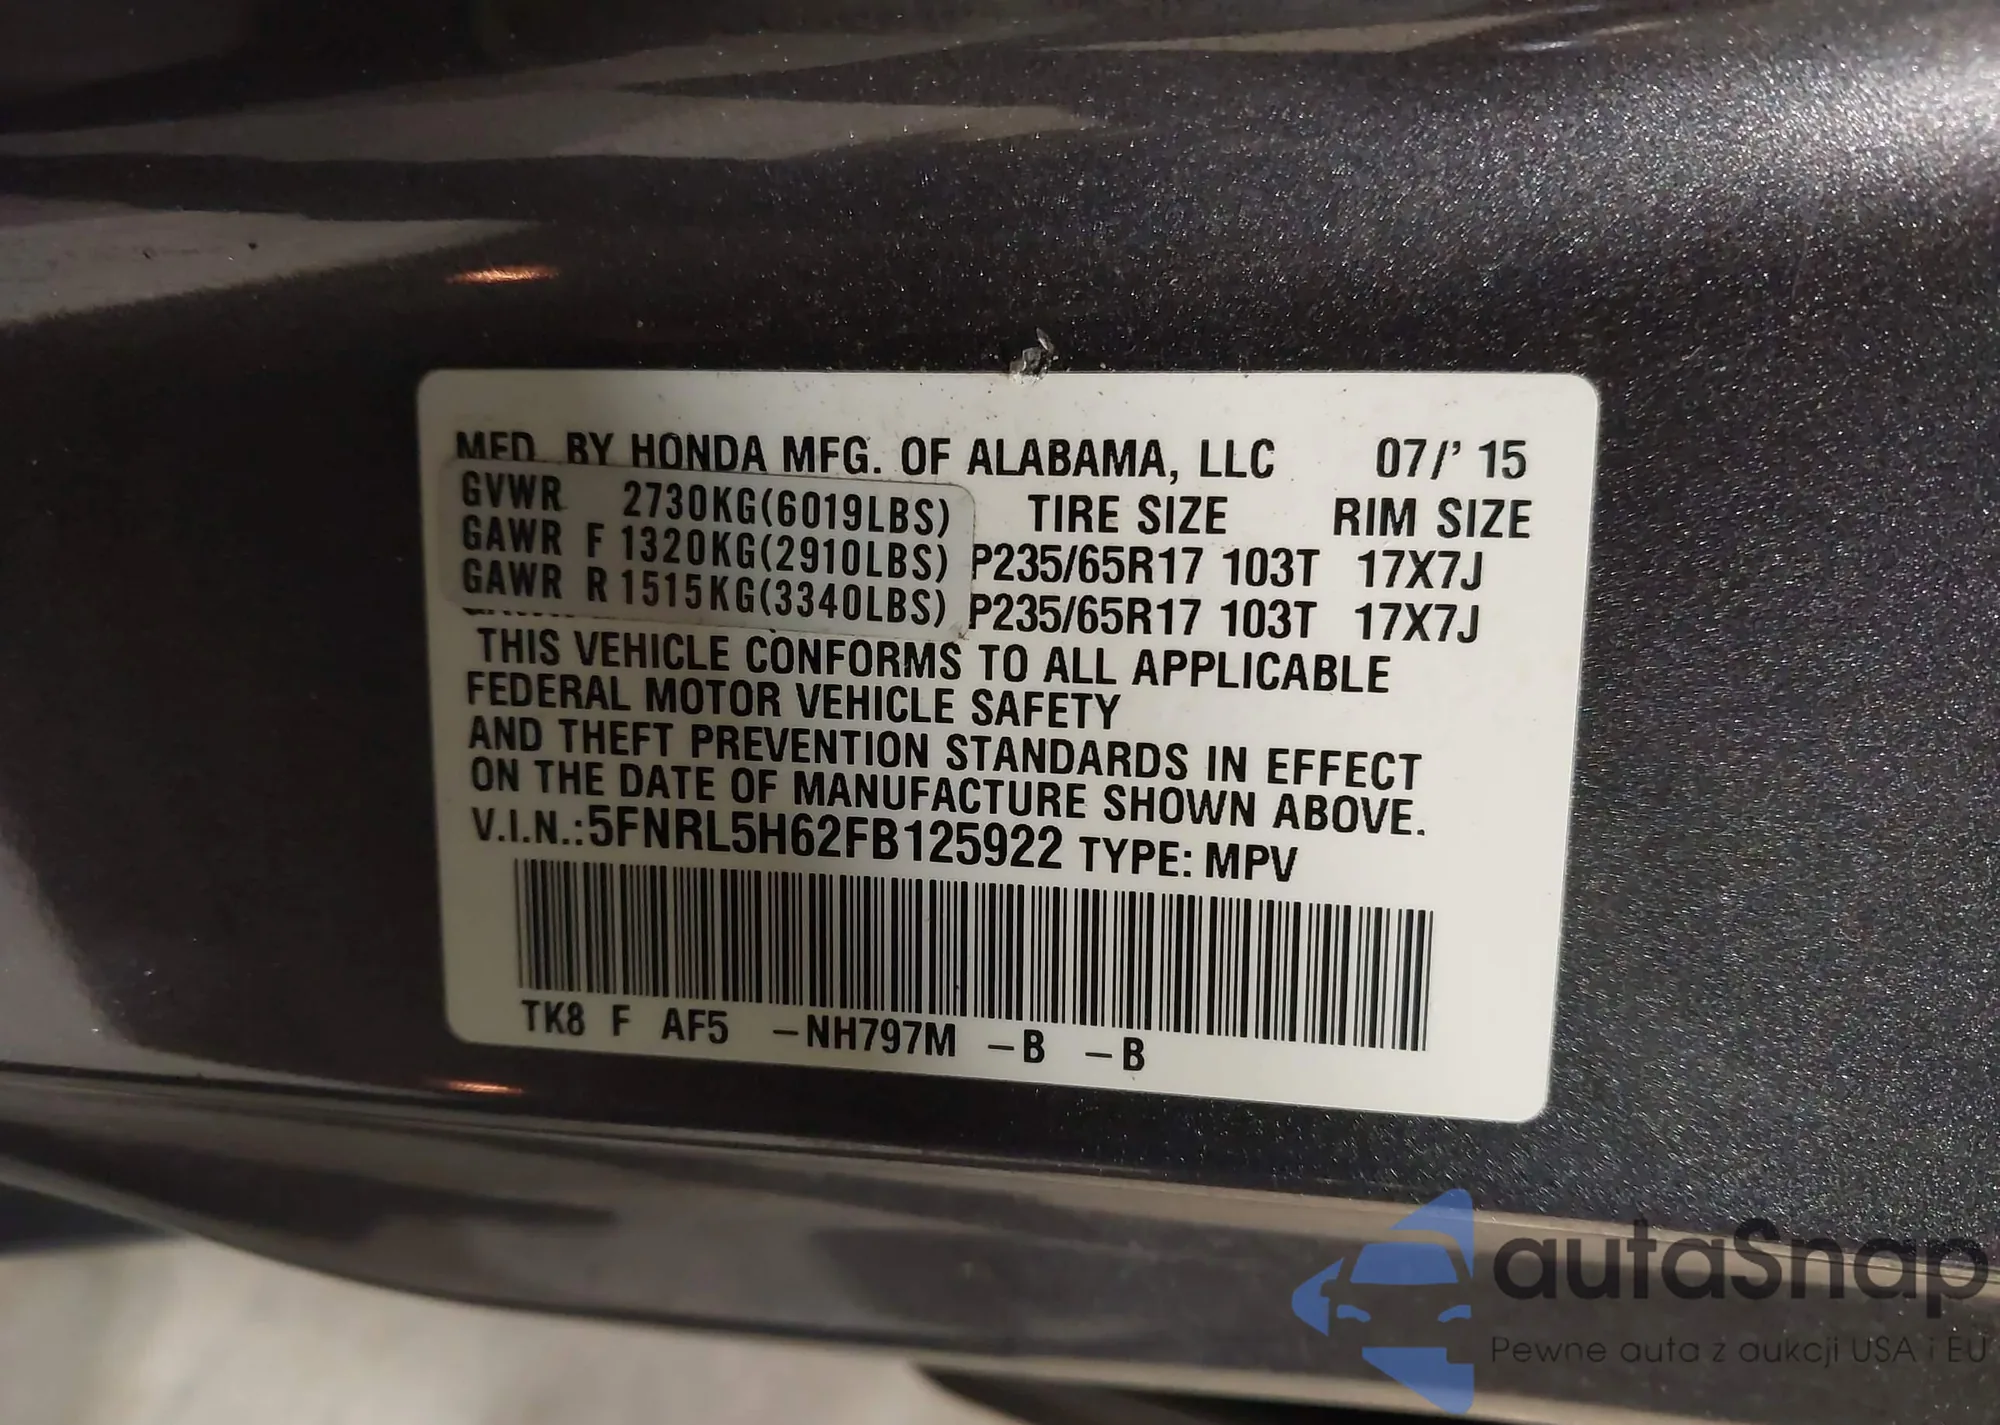 MFD. BY HONDA MFG. OF ALABAMA, LLC 07/' 15
GVWR 2730KG(6019LBS) TIRE SIZE RIM SIZE
GAWR F 1320KG(2910LBS) P235/65R17 103T 17X7J
GAWR R 1515KG(3340LBS) P235/65R17 103T 17X7J
THIS VEHICLE CONFORMS TO ALL APPLICABLE
FEDERAL MOTOR VEHICLE SAFETY
AND THEFT PREVENTION STANDARDS IN EFFECT
ON THE DATE OF MANUFACTURE SHOWN ABOVE.
V.I.N.:5FNRL5H62FB125922 TYPE: MPV
TK8 F AF5 –NH797M –B –B
autaSnap
Pewne auta z aukcji USA i EU